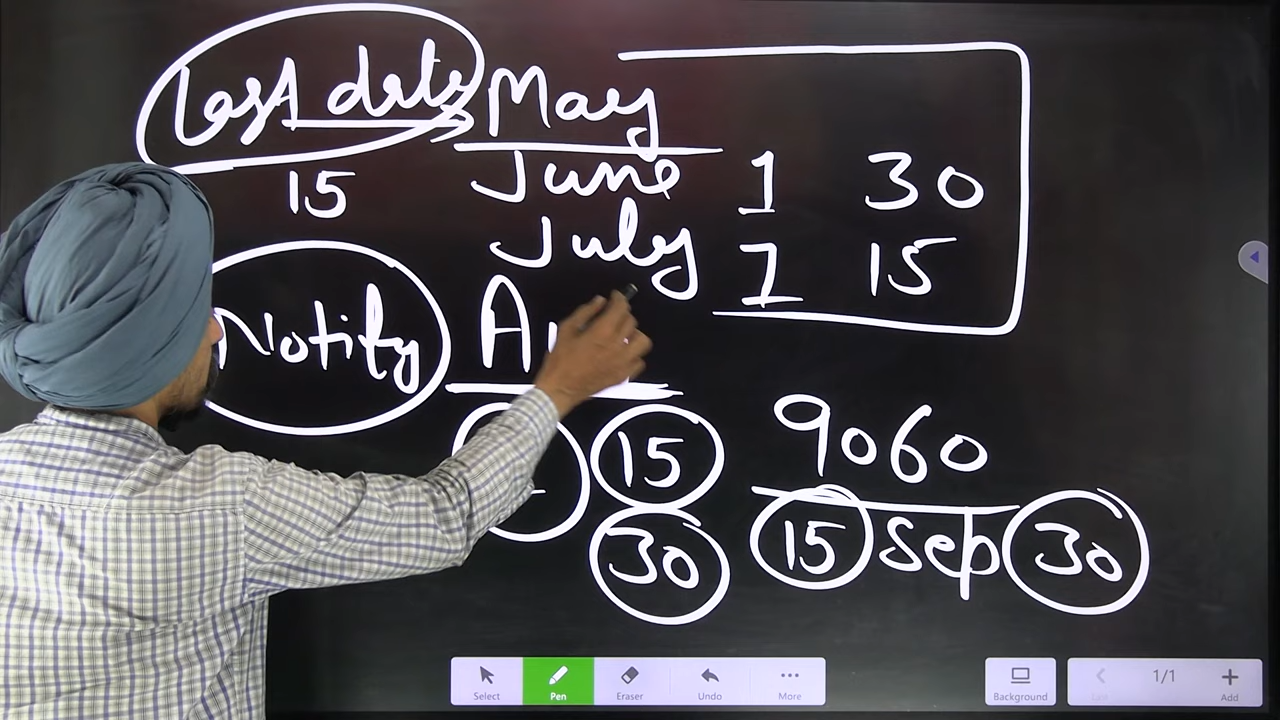 Last date May
15 June 1 30
July 1 15
Notify
15
30
9060
15 Sep 30
Select Pen Eraser Undo More Background 1/1 Add